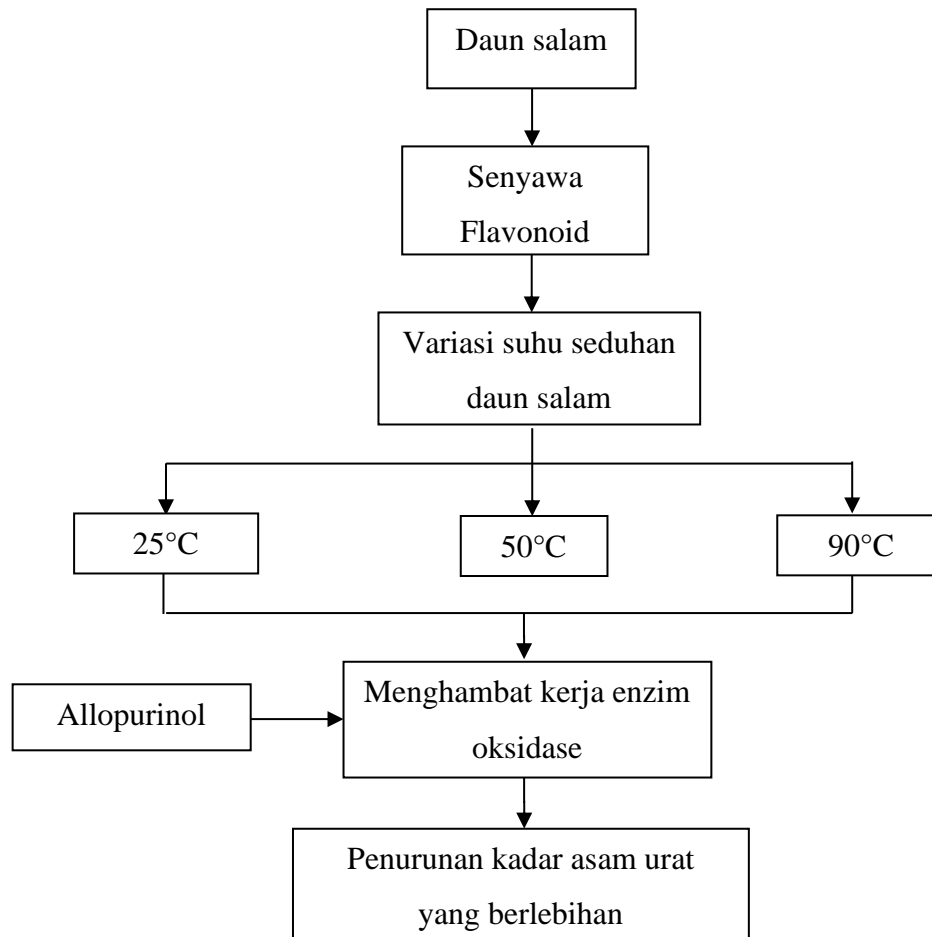 Daun salam
Senyawa
Flavonoid
Variasi suhu seduhan
daun salam
25°C
50°C
90°C
Allopurinol
Menghambat kerja enzim
oksidase
Penurunan kadar asam urat
yang berlebihan